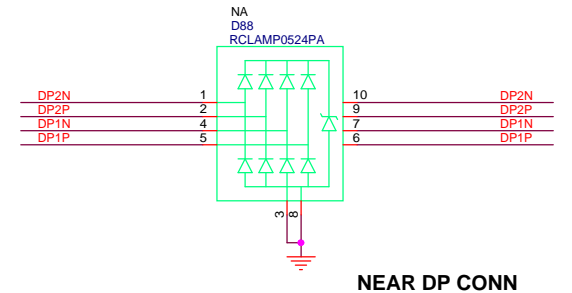 NA
D88
RCLAMP0524PA
DP2N 1 10 DP2N
DP2P 2 9 DP2P
DP1N 4 7 DP1N
DP1P 5 6 DP1P
3 8
NEAR DP CONN